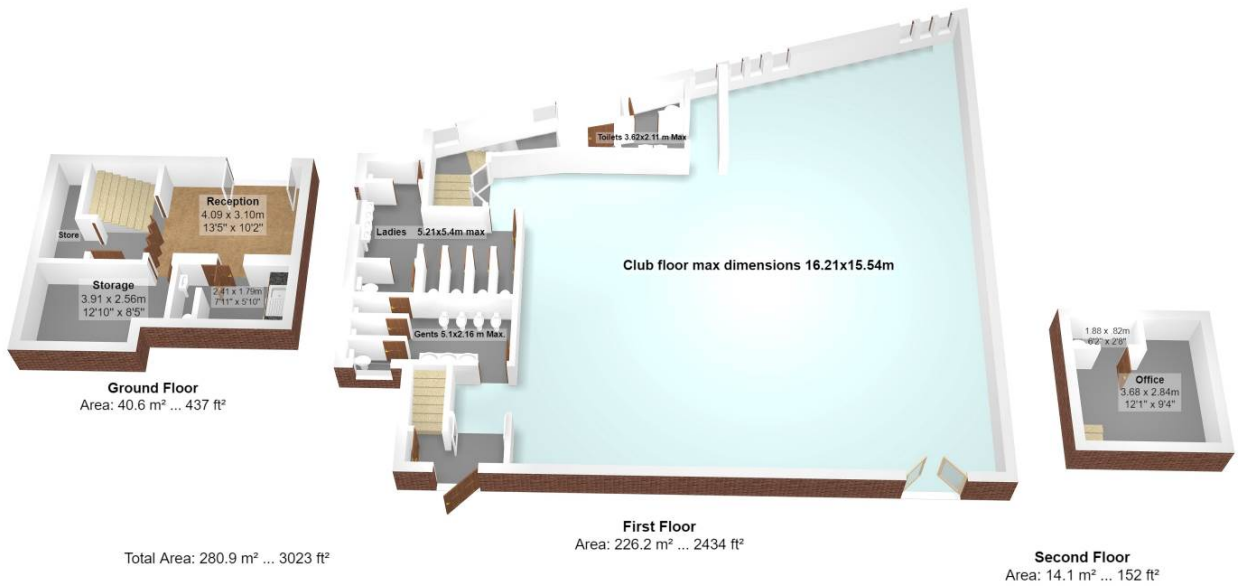 Reception
4.09 x 3.10m
13'5" x 10'2"
Store
Storage
3.91 x 2.56m
12'10" x 8'5"
2.41 x 1.79m
7'11" x 5'10"
Ground Floor
Area: 40.6 m² ... 437 ft²
Toilets 3.62x2.11 m Max
Ladies 5.21x5.4m max
Club floor max dimensions 16.21x15.54m
Gents 5.1x2.16 m Max.
First Floor
Area: 226.2 m² ... 2434 ft²
1.88 x .82m
6'2" x 2'8"
Office
3.68 x 2.84m
12'1" x 9'4"
Second Floor
Area: 14.1 m² ... 152 ft²
Total Area: 280.9 m² ... 3023 ft²